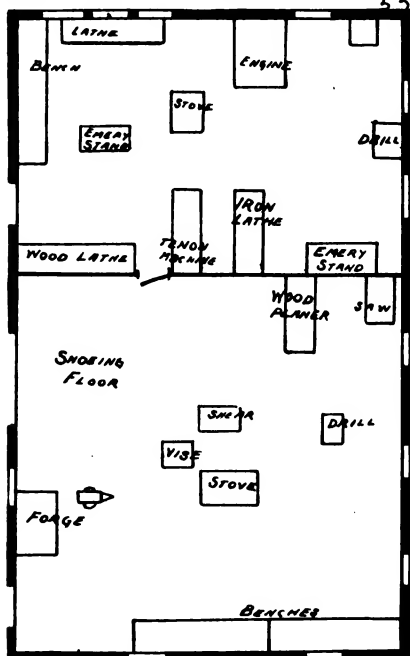 LATHE
BENCH
ENGINE
STOVE
EMERY
STAND
DRILL
IRON
LATHE
WOOD LATHE
TENON
MACHINE
EMERY
STAND
WOOD
PLANER
SAW
SHOEING
FLOOR
SHEAR
DRILL
VISE
STOVE
FORGE
BENCHES